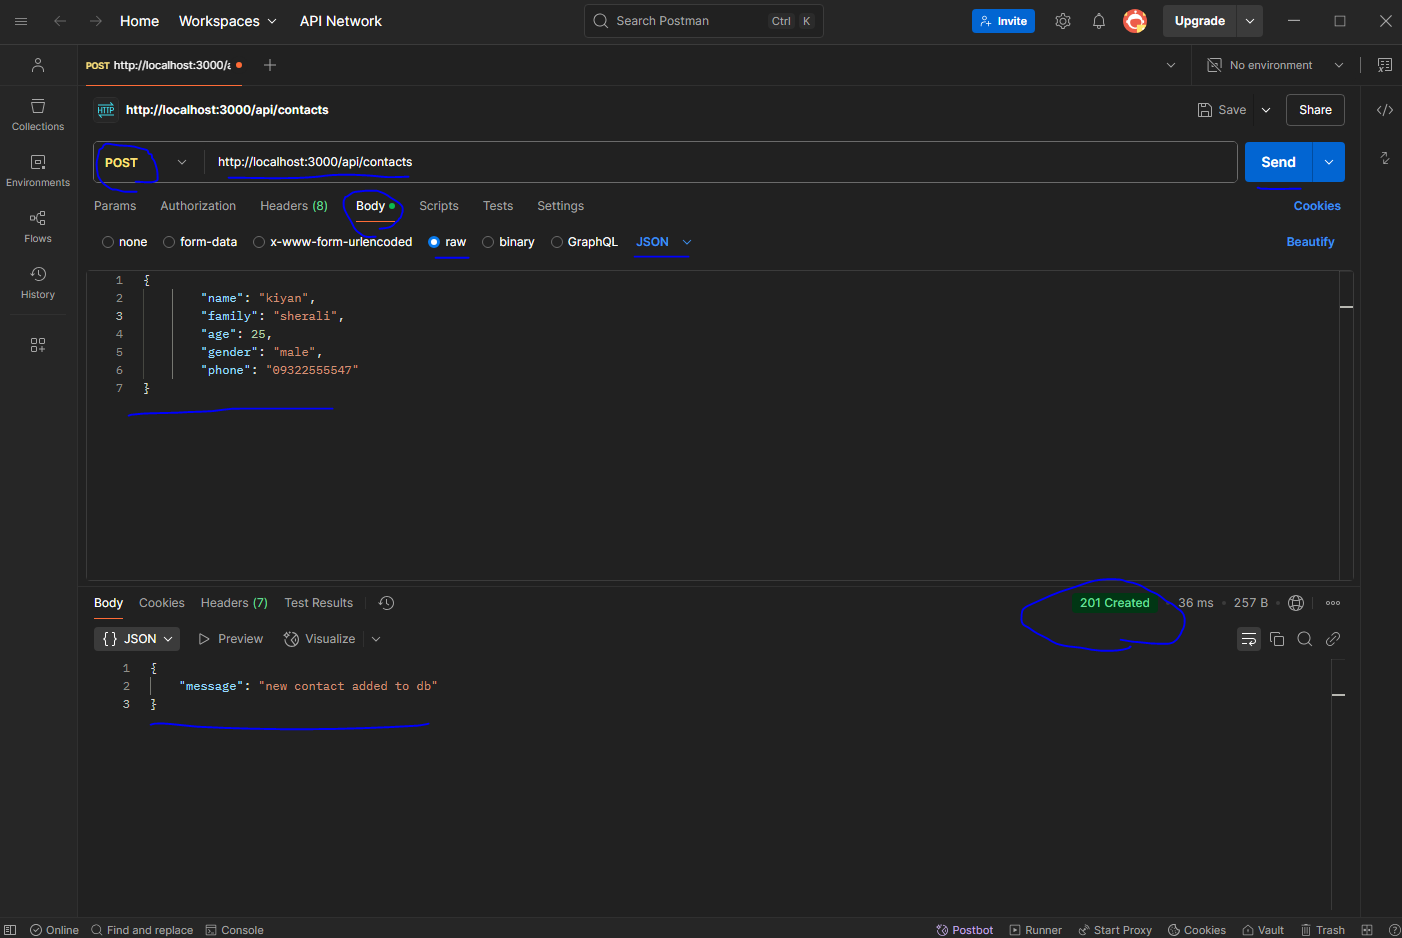 Home Workspaces API Network Search Postman Ctrl K Invite Upgrade
POST http://localhost:3000/a No environment
HTTP http://localhost:3000/api/contacts Save Share
POST http://localhost:3000/api/contacts Send
Params Authorization Headers (8) Body Scripts Tests Settings Cookies
none form-data x-www-form-urlencoded raw binary GraphQL JSON Beautify
Collections
Environments
Flows
History
1 {
2 "name": "kiyan",
3 "family": "sherali",
4 "age": 25,
5 "gender": "male",
6 "phone": "09322555547"
7 }
Body Cookies Headers (7) Test Results 201 Created 36 ms 257 B
{} JSON Preview Visualize
1 {
2 "message": "new contact added to db"
3 }
Online Find and replace Console Postbot Runner Start Proxy Cookies Vault Trash